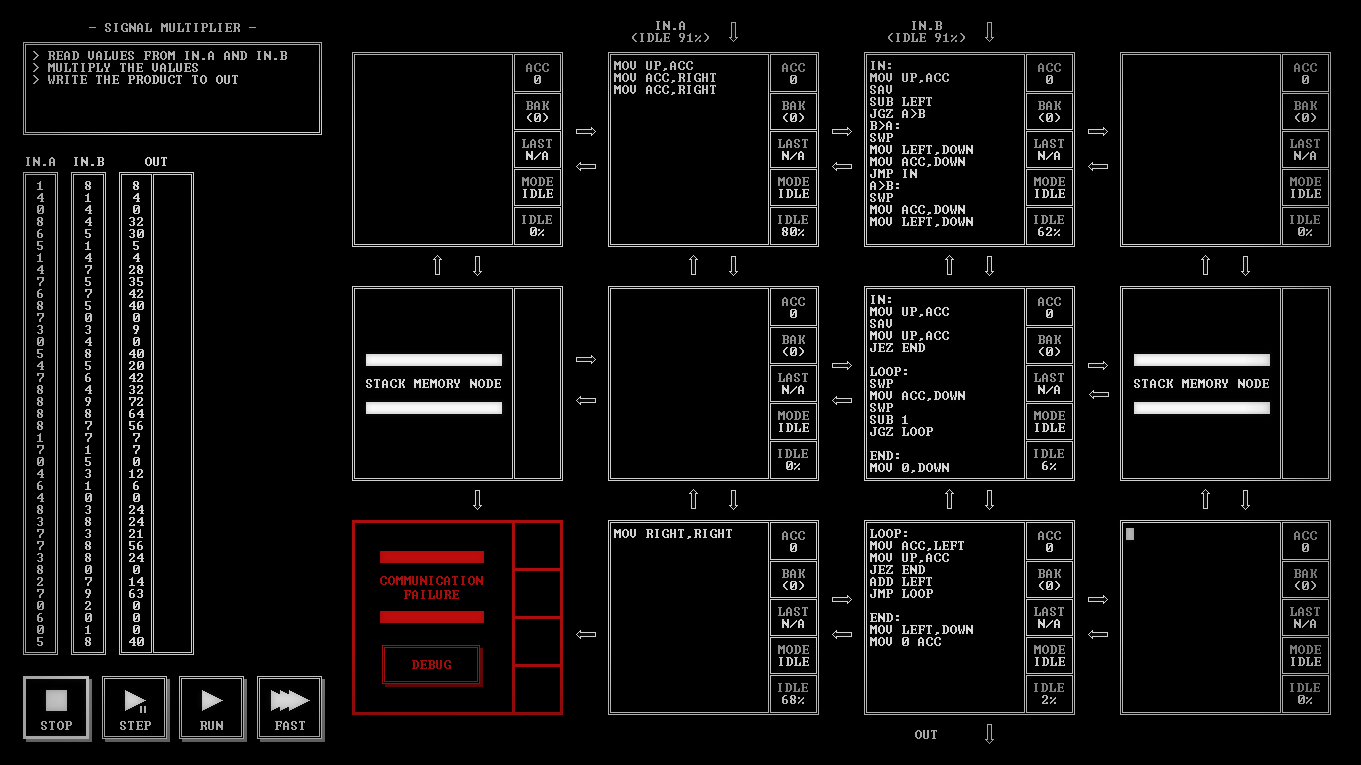 - SIGNAL MULTIPLIER -
> READ VALUES FROM IN.A AND IN.B
> MULTIPLY THE VALUES
> WRITE THE PRODUCT TO OUT
IN.A IN.B OUT
1 8 8
4 1 4
0 4 0
8 4 32
6 5 30
5 1 5
1 4 4
4 7 28
7 5 35
6 7 42
8 5 40
7 0 0
3 3 9
0 4 0
5 8 40
4 5 20
7 6 42
8 4 32
8 9 72
8 8 64
8 7 56
1 7 7
7 1 7
0 5 0
4 3 12
6 1 6
4 0 0
8 3 24
3 8 24
7 3 21
7 8 56
3 8 24
8 0 0
2 7 14
7 9 63
0 2 0
6 0 0
0 1 0
5 8 40
STOP
STEP
RUN
FAST
IN.A
(IDLE 91%)
IN.B
(IDLE 91%)
ACC
0
BAK
(0)
LAST
N/A
MODE
IDLE
IDLE
0%
MOV UP,ACC
MOV ACC,RIGHT
MOV ACC,RIGHT
ACC
0
BAK
(0)
LAST
N/A
MODE
IDLE
IDLE
80%
IN:
MOV UP,ACC
SAV
SUB LEFT
JGZ A>B
B>A:
SWP
MOV LEFT,DOWN
MOV ACC,DOWN
JMP IN
A>B:
SWP
MOV ACC,DOWN
MOV LEFT,DOWN
ACC
0
BAK
(0)
LAST
N/A
MODE
IDLE
IDLE
62%
ACC
0
BAK
(0)
LAST
N/A
MODE
IDLE
IDLE
0%
STACK MEMORY NODE
ACC
0
BAK
(0)
LAST
N/A
MODE
IDLE
IDLE
0%
IN:
MOV UP,ACC
SAV
MOV UP,ACC
JEZ END
LOOP:
SWP
MOV ACC,DOWN
SWP
SUB 1
JGZ LOOP
END:
MOV 0,DOWN
ACC
0
BAK
(0)
LAST
N/A
MODE
IDLE
IDLE
6%
STACK MEMORY NODE
COMMUNICATION
FAILURE
DEBUG
MOV RIGHT,RIGHT
ACC
0
BAK
(0)
LAST
N/A
MODE
IDLE
IDLE
68%
LOOP:
MOV ACC,LEFT
MOV UP,ACC
JEZ END
ADD LEFT
JMP LOOP
END:
MOV LEFT,DOWN
MOV 0 ACC
ACC
0
BAK
(0)
LAST
N/A
MODE
IDLE
IDLE
2%
ACC
0
BAK
(0)
LAST
N/A
MODE
IDLE
IDLE
0%
OUT